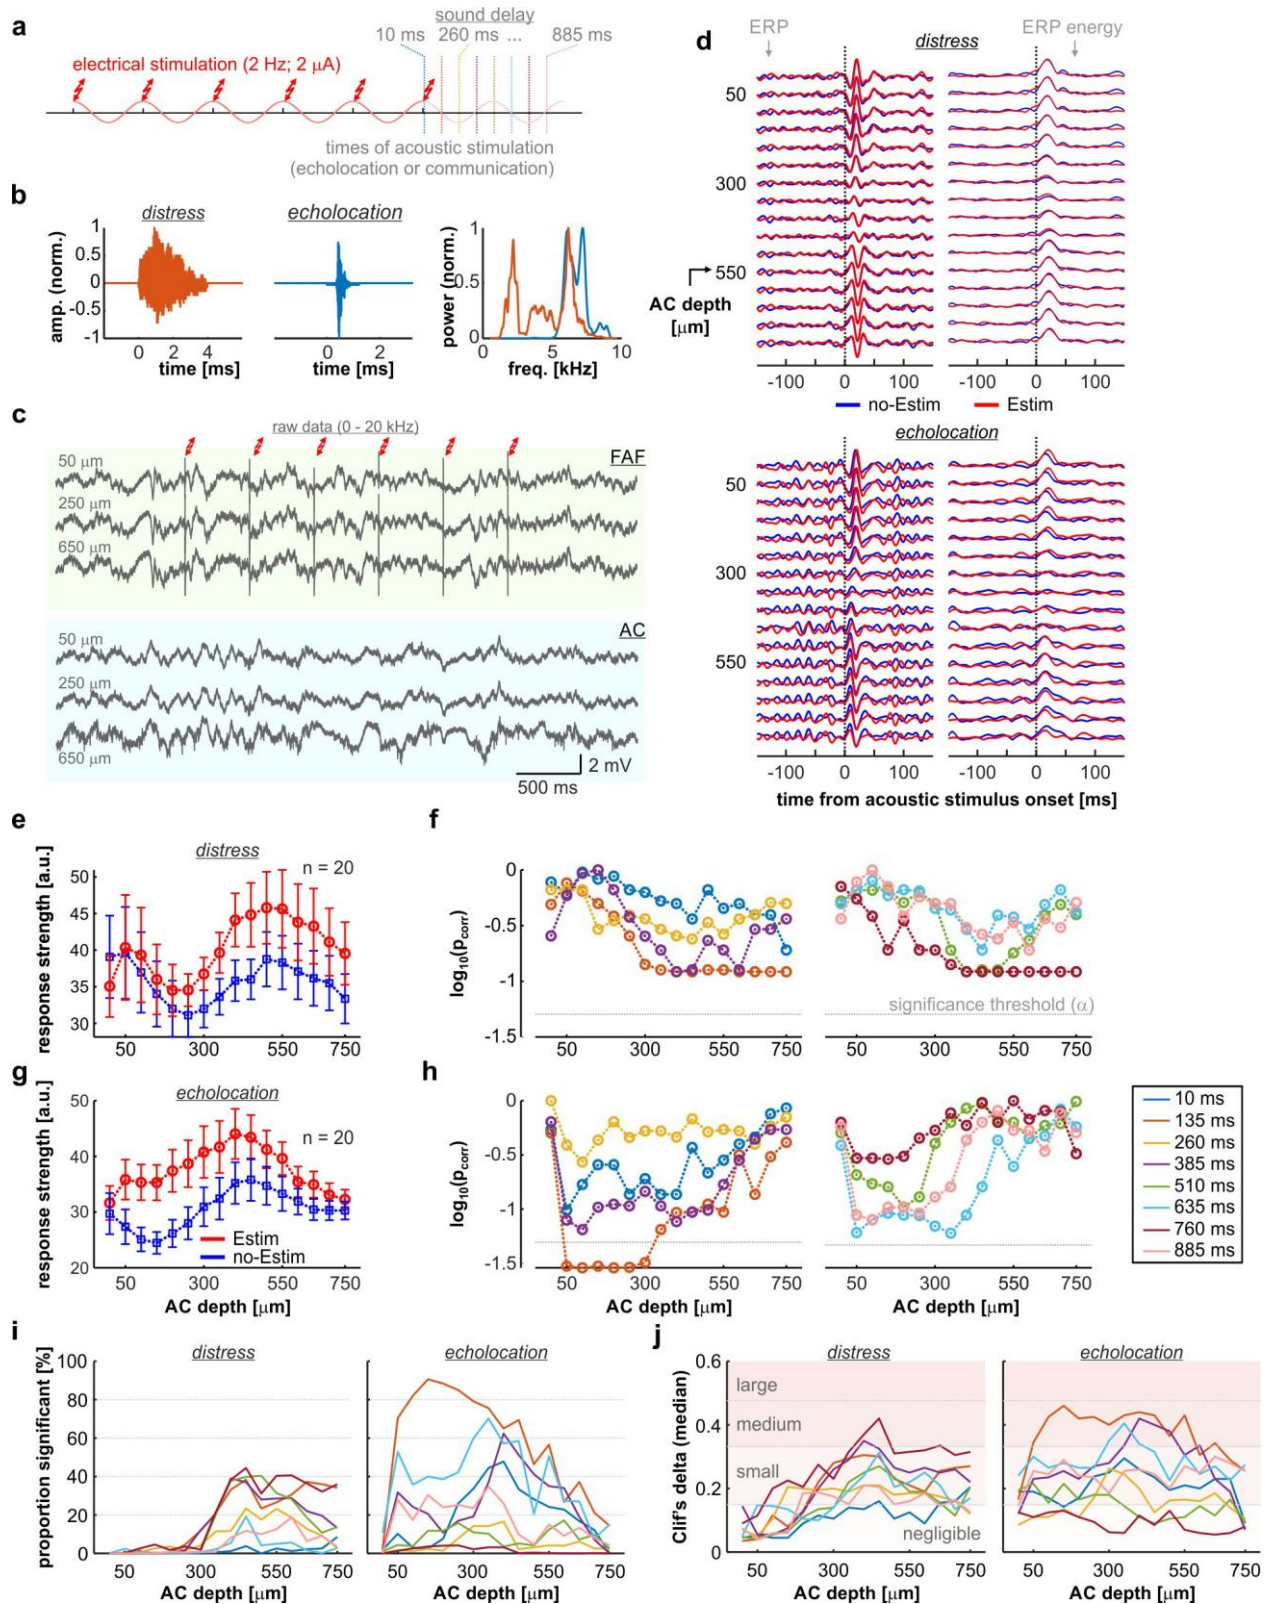 a
sound delay
10 ms 260 ms ... 885 ms
electrical stimulation (2 Hz; 2 μA)
times of acoustic stimulation
(echolocation or communication)
b
distress
echolocation
amp. (norm.)
1
0.5
0
-0.5
-1
0 2 4
time [ms]
0 2
time [ms]
power (norm.)
1
0.5
0
0 5 10
freq. [kHz]
c
raw data (0 - 20 kHz)
FAF
50 μm
250 μm
650 μm
AC
50 μm
250 μm
650 μm
2 mV
500 ms
d
ERP
ERP energy
distress
50
300
550
AC depth
[μm]
-100 0 100
-100 0 100
no-Estim
Estim
echolocation
50
300
550
-100 0 100
-100 0 100
time from acoustic stimulus onset [ms]
e
distress
n = 20
response strength [a.u.]
50
45
40
35
30
50 300 550 750
f
log10(pcorr)
0
-0.5
-1
-1.5
significance threshold (α)
50 300 550 750
50 300 550 750
g
echolocation
n = 20
response strength [a.u.]
50
40
30
20
Estim
no-Estim
50 300 550 750
AC depth [μm]
h
log10(pcorr)
0
-0.5
-1
-1.5
50 300 550 750
AC depth [μm]
50 300 550 750
AC depth [μm]
10 ms
135 ms
260 ms
385 ms
510 ms
635 ms
760 ms
885 ms
i
distress
echolocation
proportion significant [%]
100
80
60
40
20
0
50 300 550 750
AC depth [μm]
50 300 550 750
AC depth [μm]
j
distress
echolocation
Clif's delta (median)
0.6
0.4
0.2
0
large
medium
small
negligible
50 300 550 750
AC depth [μm]
50 300 550 750
AC depth [μm]